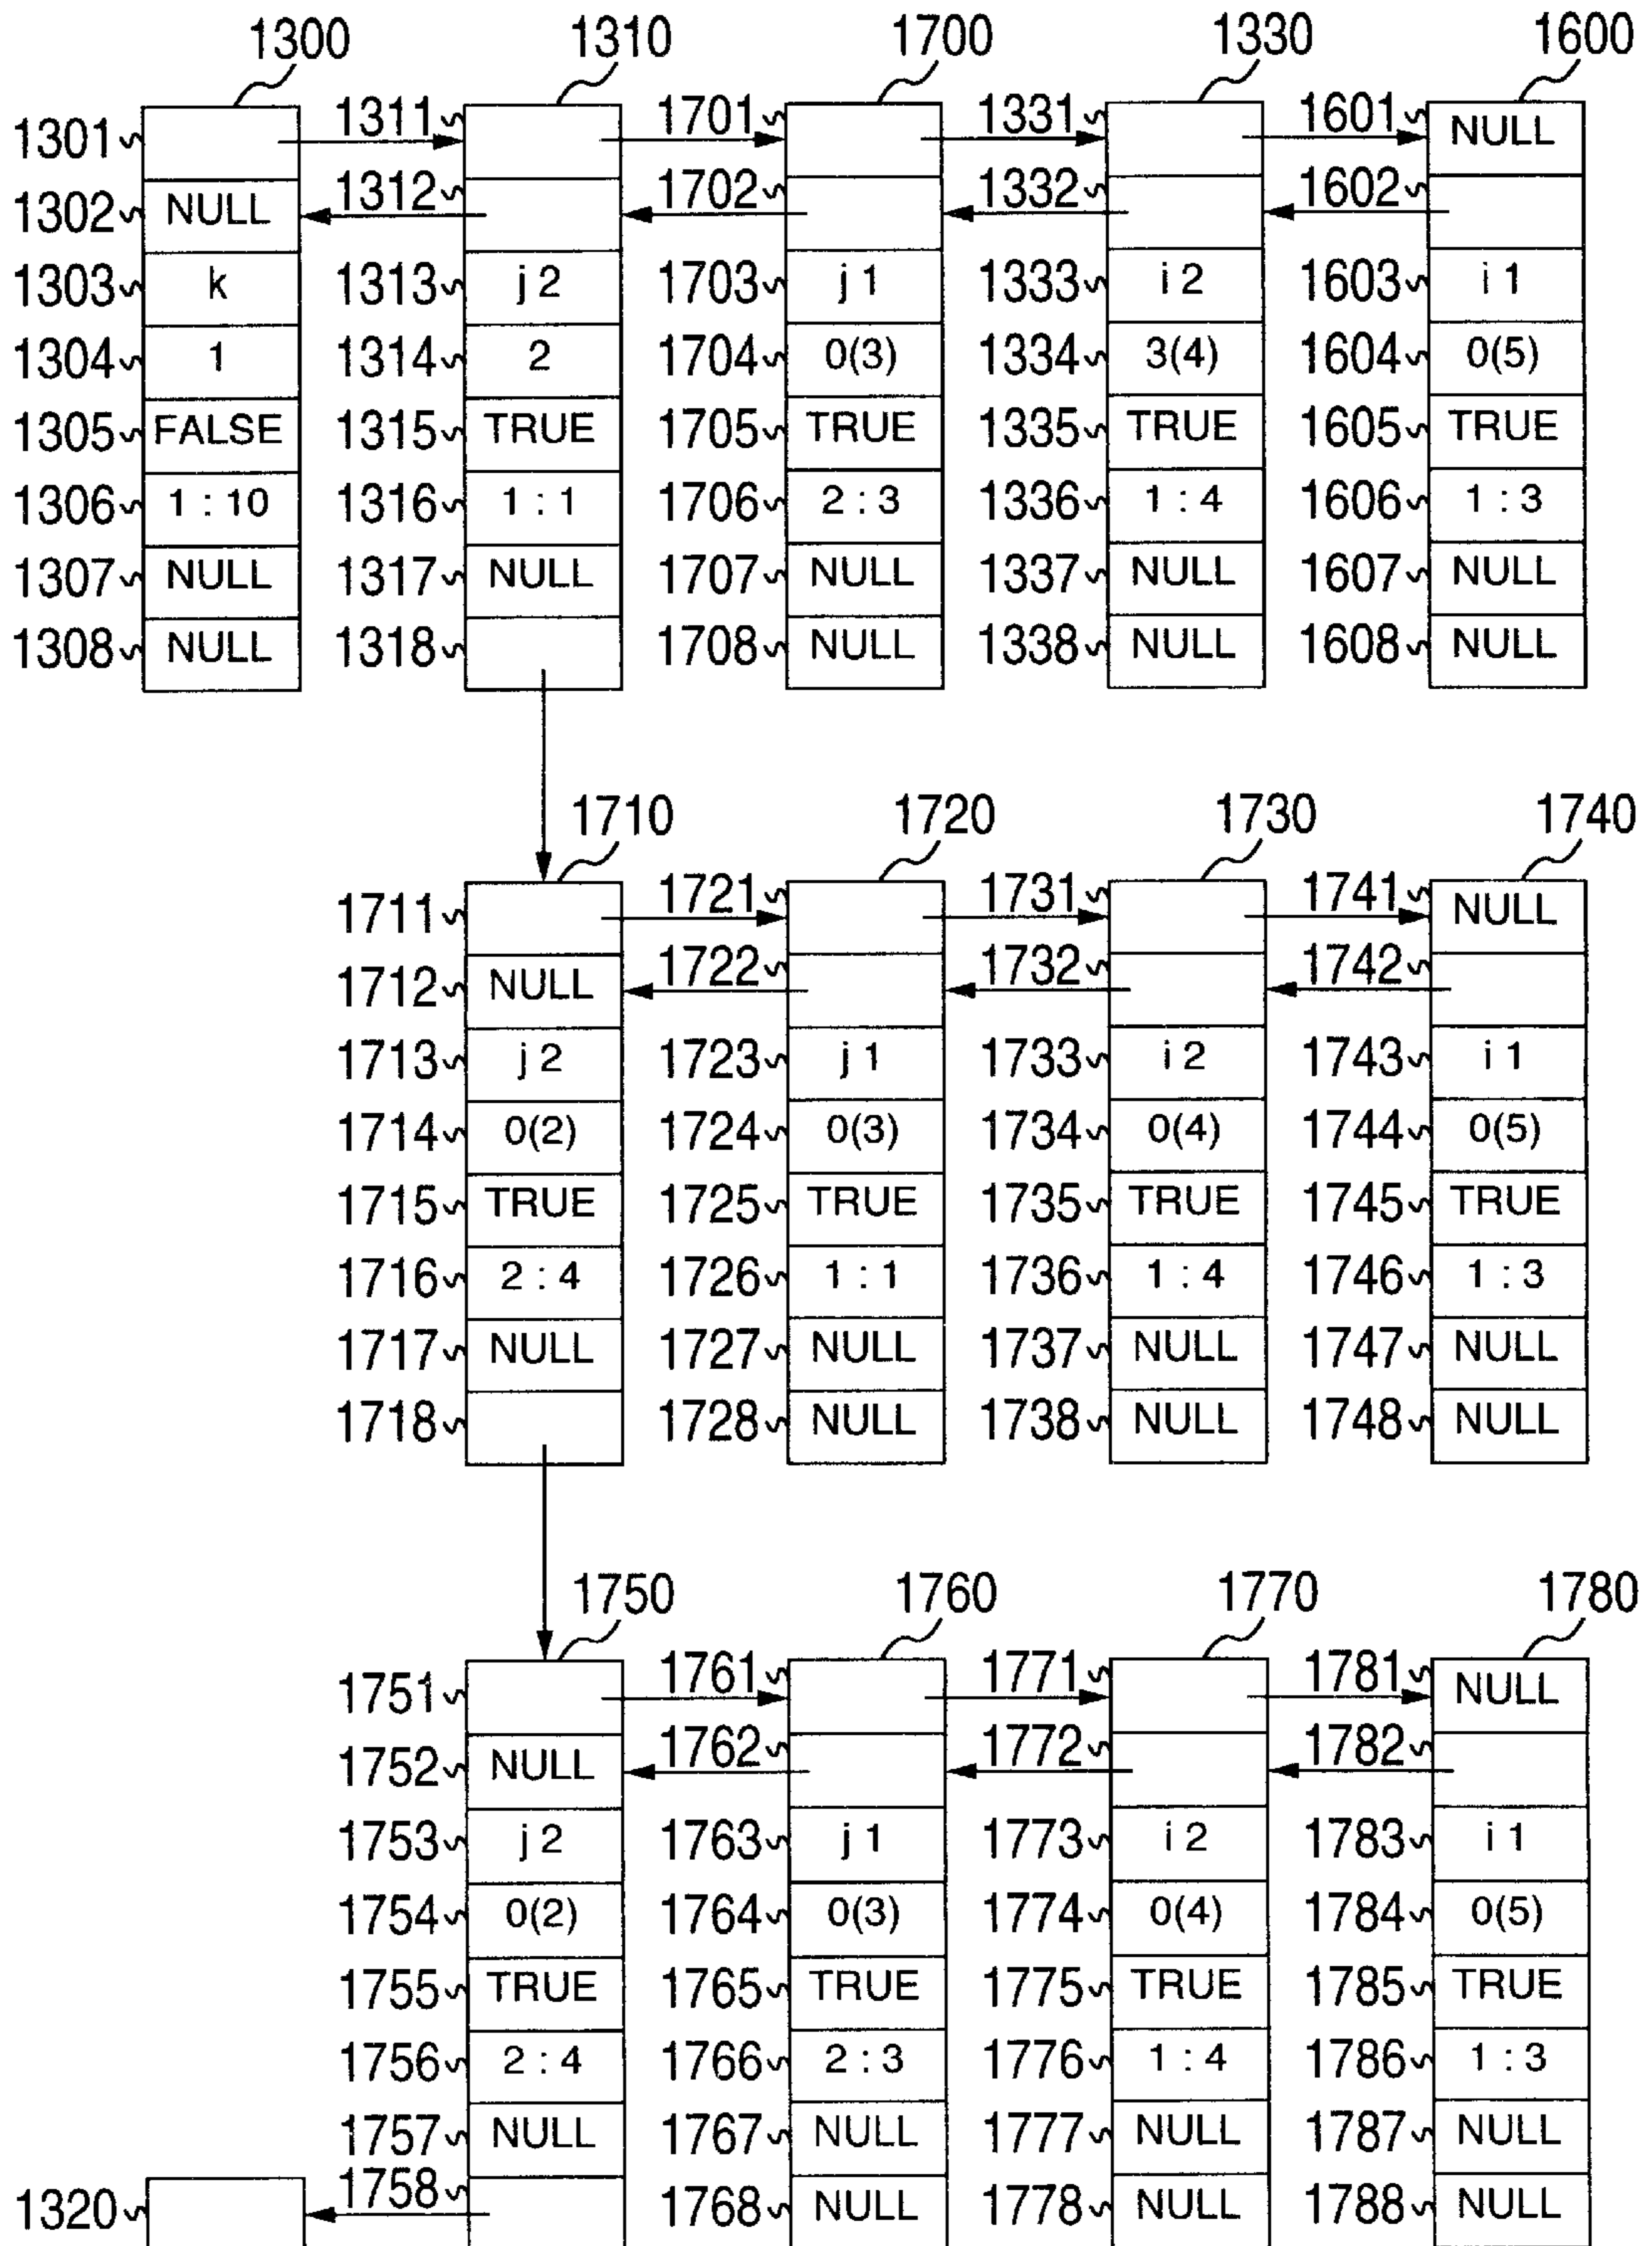 1300 1310 1700 1330 1600
1301 1311 1701 1331 1601 NULL
1302 NULL 1312 1702 1332 1602
1303 k 1313 j 2 1703 j 1 1333 i 2 1603 i 1
1304 1 1314 2 1704 0(3) 1334 3(4) 1604 0(5)
1305 FALSE 1315 TRUE 1705 TRUE 1335 TRUE 1605 TRUE
1306 1 : 10 1316 1 : 1 1706 2 : 3 1336 1 : 4 1606 1 : 3
1307 NULL 1317 NULL 1707 NULL 1337 NULL 1607 NULL
1308 NULL 1318 1708 NULL 1338 NULL 1608 NULL
1710 1720 1730 1740
1711 1721 1731 1741 NULL
1712 NULL 1722 1732 1742
1713 j 2 1723 j 1 1733 i 2 1743 i 1
1714 0(2) 1724 0(3) 1734 0(4) 1744 0(5)
1715 TRUE 1725 TRUE 1735 TRUE 1745 TRUE
1716 2 : 4 1726 1 : 1 1736 1 : 4 1746 1 : 3
1717 NULL 1727 NULL 1737 NULL 1747 NULL
1718 1728 NULL 1738 NULL 1748 NULL
1750 1760 1770 1780
1751 1761 1771 1781 NULL
1752 NULL 1762 1772 1782
1753 j 2 1763 j 1 1773 i 2 1783 i 1
1754 0(2) 1764 0(3) 1774 0(4) 1784 0(5)
1755 TRUE 1765 TRUE 1775 TRUE 1785 TRUE
1756 2 : 4 1766 2 : 3 1776 1 : 4 1786 1 : 3
1757 NULL 1767 NULL 1777 NULL 1787 NULL
1320 1758 1768 NULL 1778 NULL 1788 NULL